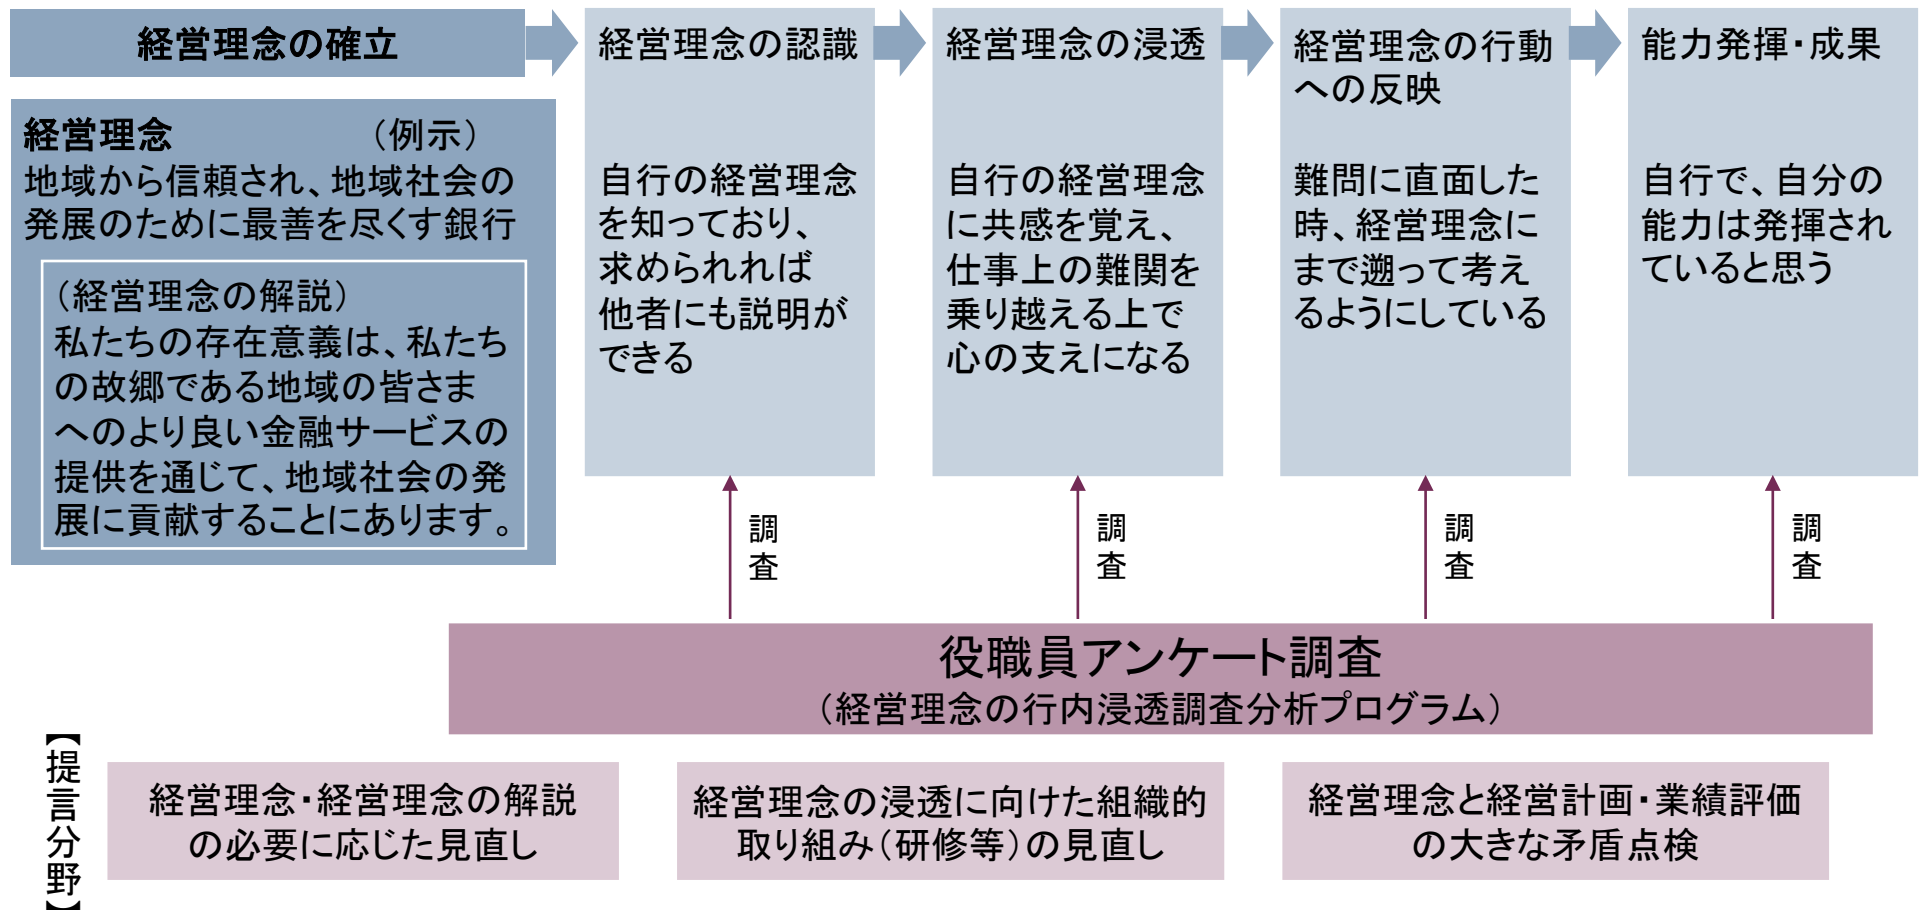 経営理念の確立
経営理念　　　（例示）
地域から信頼され、地域社会の
発展のために最善を尽くす銀行
（経営理念の解説）
私たちの存在意義は、私たち
の故郷である地域の皆さま
へのより良い金融サービスの
提供を通じて、地域社会の発
展に貢献することにあります。
経営理念の認識
自行の経営理念
を知っており、
求められれば
他者にも説明が
できる
経営理念の浸透
自行の経営理念
に共感を覚え、
仕事上の難関を
乗り越える上で
心の支えになる
経営理念の行動
への反映
難問に直面した
時、経営理念に
まで遡って考え
るようにしている
能力発揮・成果
自行で、自分の
能力は発揮され
ていると思う
調査
調査
調査
調査
役職員アンケート調査
（経営理念の行内浸透調査分析プログラム）
【提言分野】
経営理念・経営理念の解説
の必要に応じた見直し
経営理念の浸透に向けた組織的
取り組み（研修等）の見直し
経営理念と経営計画・業績評価
の大きな矛盾点検